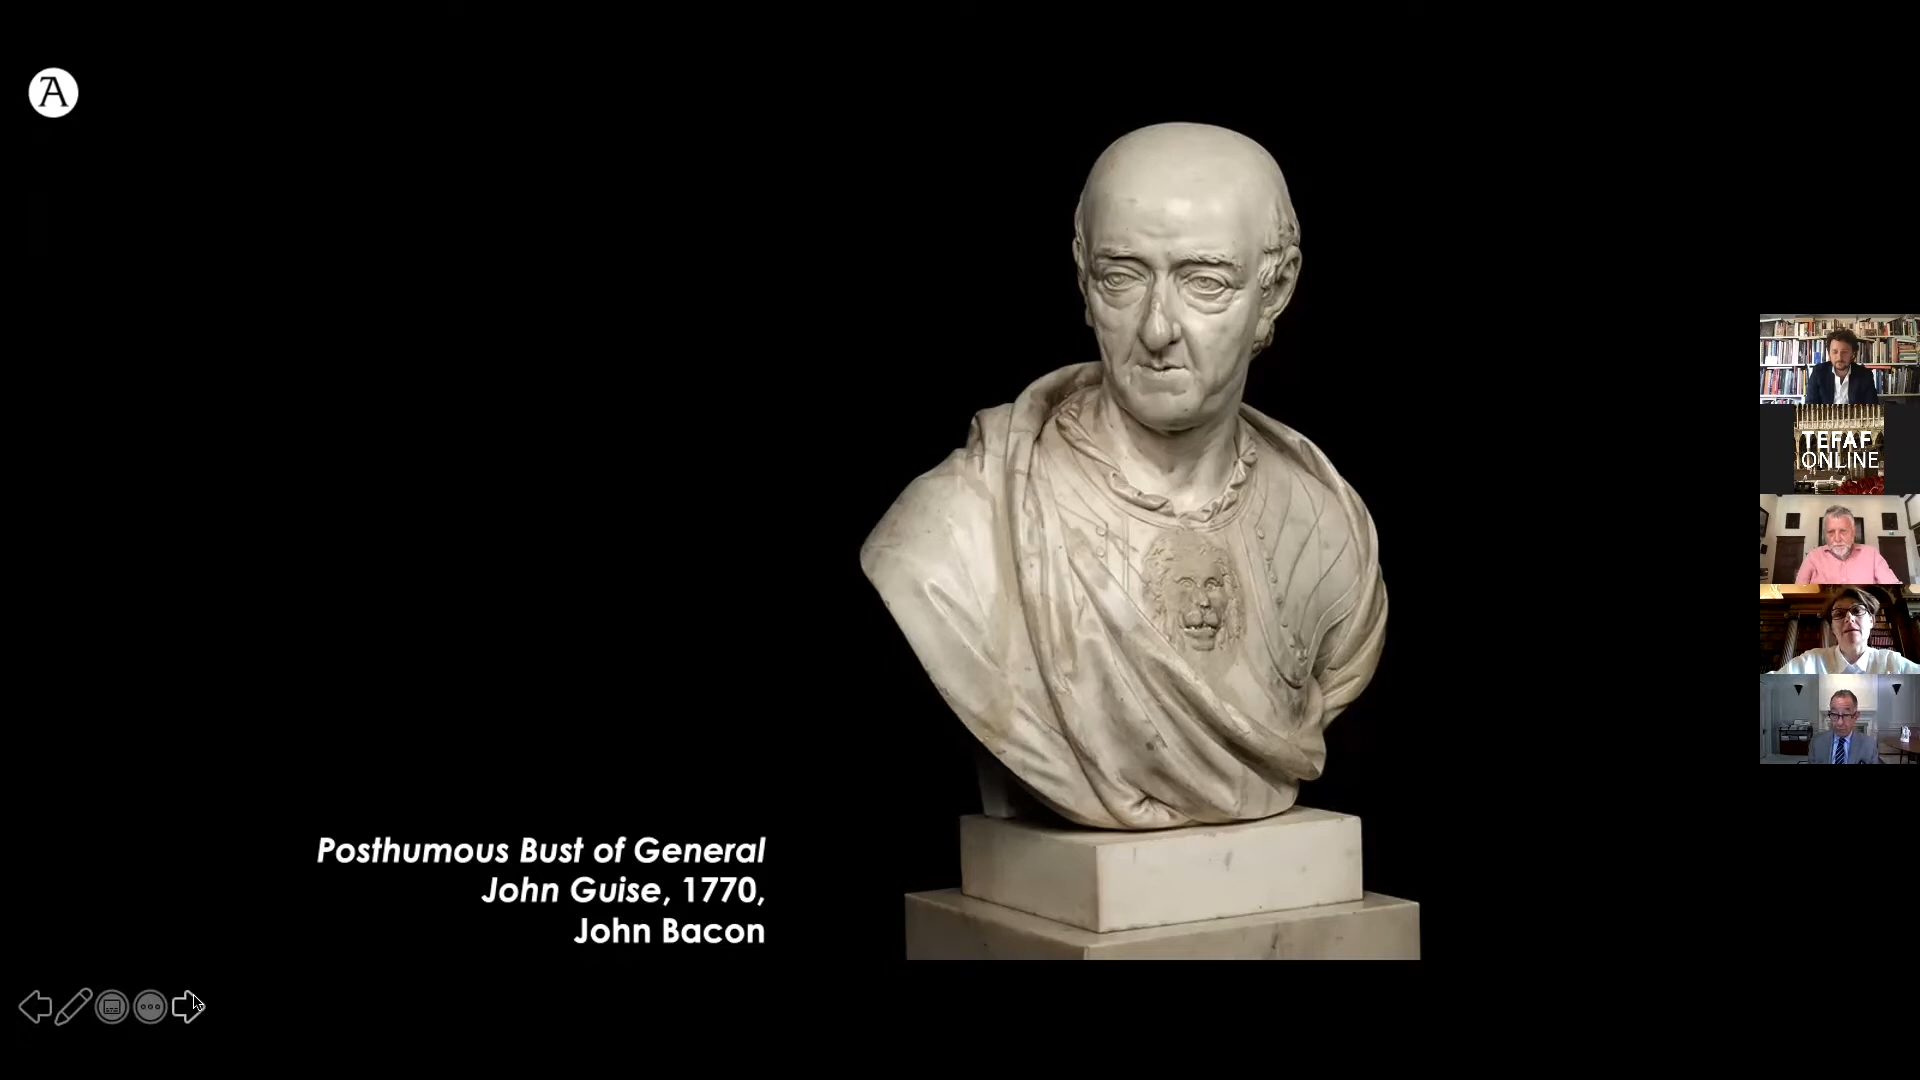 A
Posthumous Bust of General
John Guise, 1770,
John Bacon
TEFAF
ONLINE